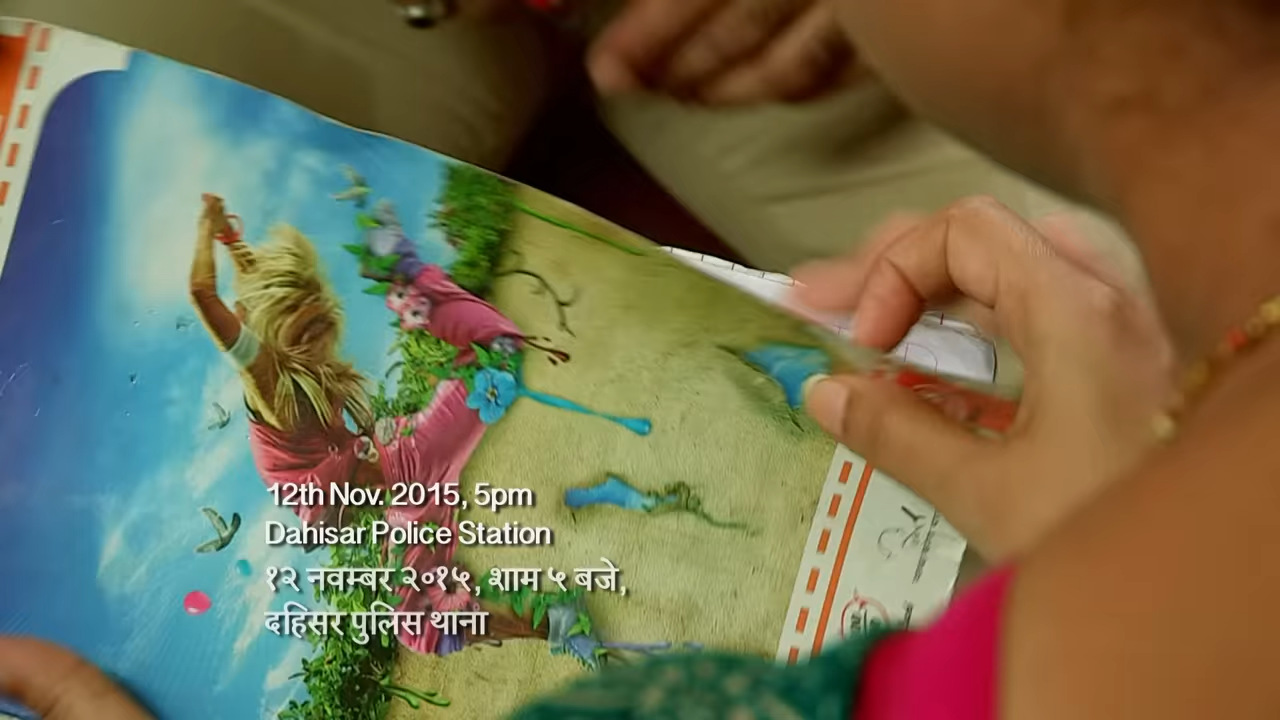 12th Nov. 2015, 5pm
Dahisar Police Station
१२ नवम्बर २०१५, शाम ५ बजे,
दहिसर पुलिस थाना